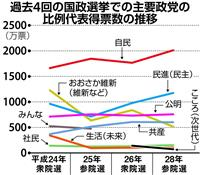 過去4回の国政選挙での主要政党の
比例代表得票数の推移
2500
(万票)
2000
1500
1000
500
0
自民
おおさか維新
(維新など)
民進(民主)
公明
みんな
共産
社民
生活(未来)
こころ(次世代)
平成24年
衆院選
25年
参院選
26年
衆院選
28年
参院選